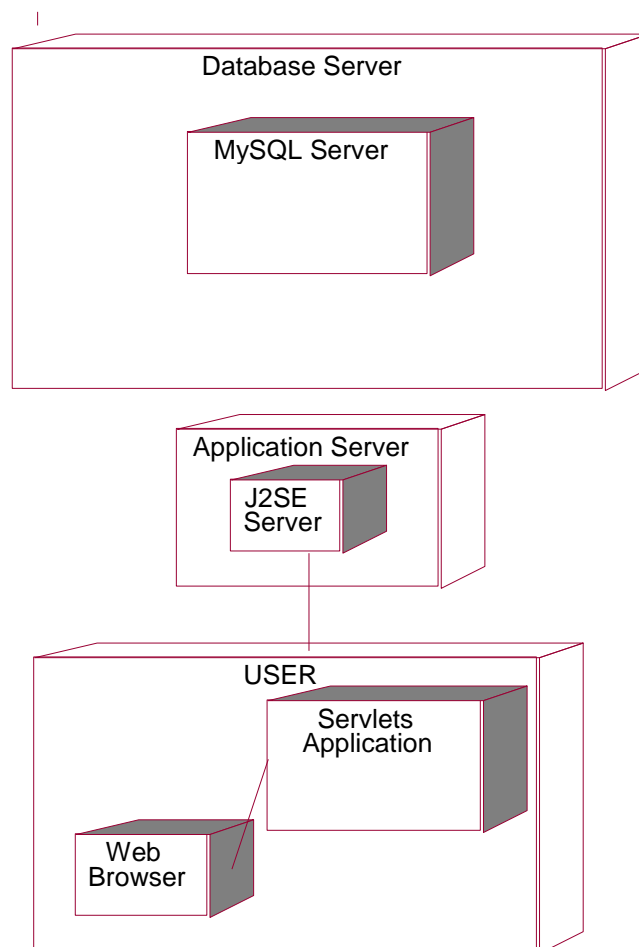 Database Server
MySQL Server
Application Server
J2SE
Server
USER
Servlets
Application
Web
Browser